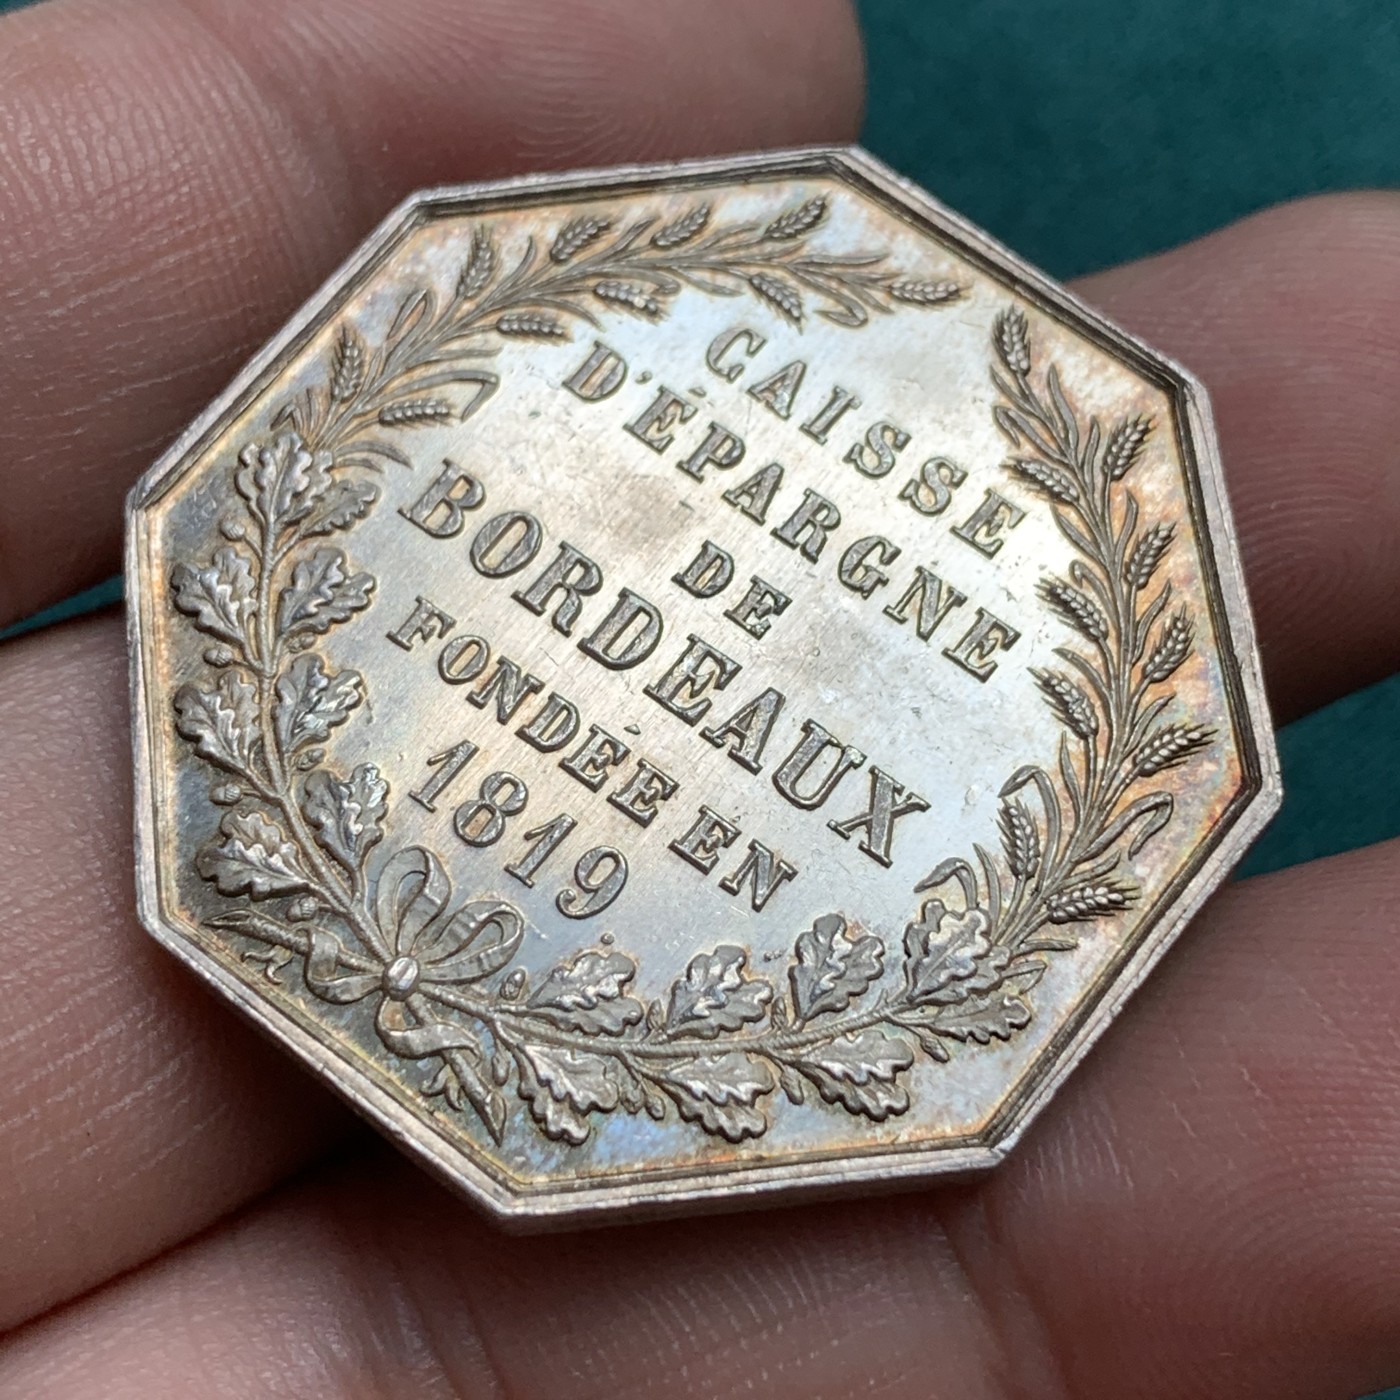 CAISSE
D'ÉPARGNE
DE
BORDEAUX
FONDÉE EN
1819